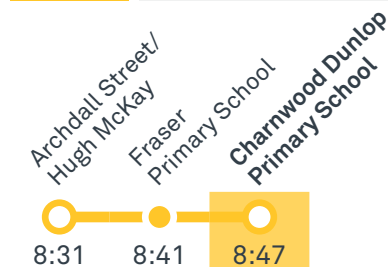 Archdall Street/
Hugh McKay
Fraser
Primary School
Charnwood Dunlop
Primary School
8:31
8:41
8:47